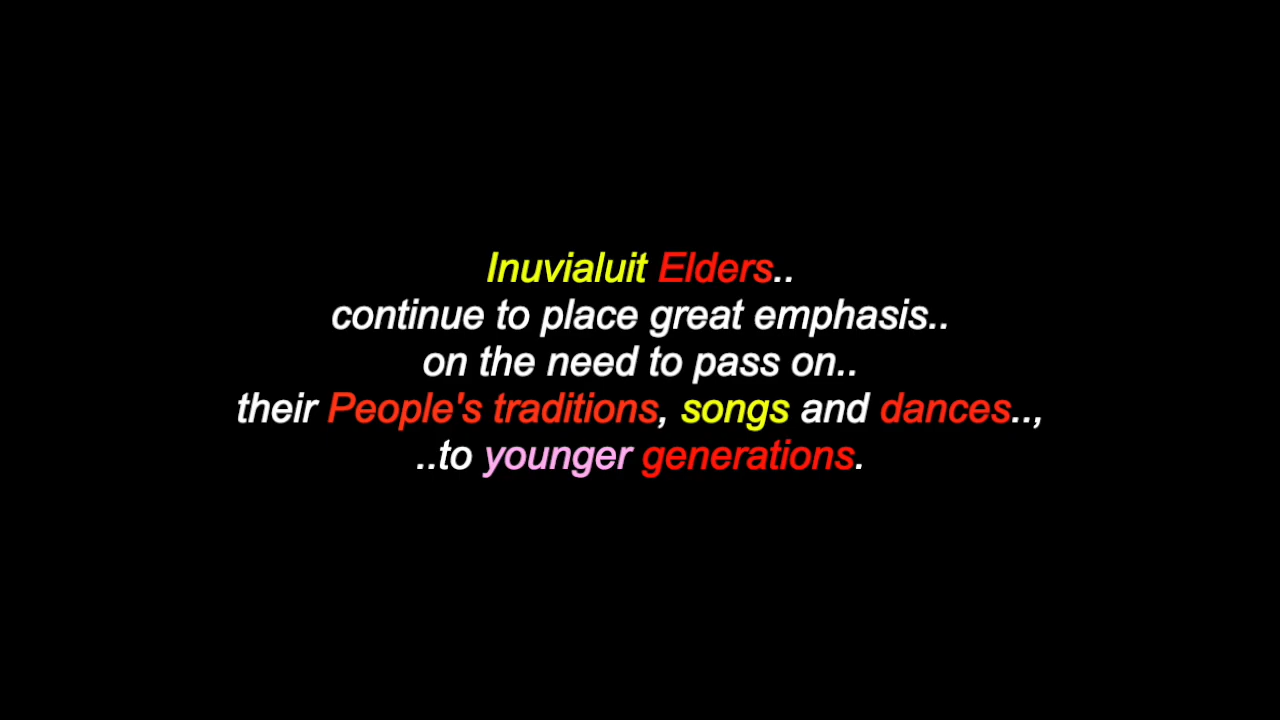 Inuvialuit Elders..
continue to place great emphasis..
on the need to pass on..
their People's traditions, songs and dances..,
..to younger generations.